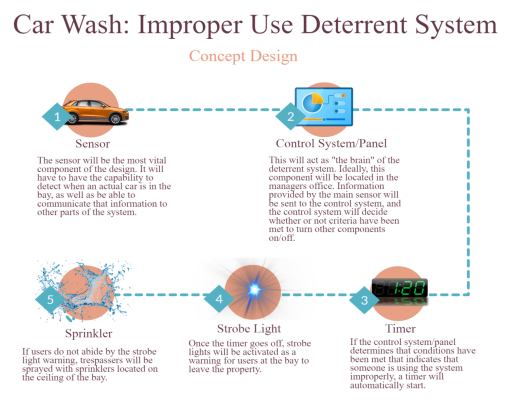 Car Wash: Improper Use Deterrent System
Concept Design
1
Sensor
The sensor will be the most vital
component of the design. It will
have to have the capability to
detect when an actual car is in the
bay, as well as be able to
communicate that information to
other parts of the system.
2
Control System/Panel
This will act as "the brain" of the
deterrent system. Ideally, this
component will be located in the
managers office. Information
provided by the main sensor will
be sent to the control system, and
the control system will decide
whether or not criteria have been
met to turn other components
on/off.
3
1:20
Timer
If the control system/panel
determines that conditions have
been met that indicates that
someone is using the system
improperly, a timer will
automatically start.
4
Strobe Light
Once the timer goes off, strobe
lights will be activated as a
warning for users at the bay to
leave the property.
5
Sprinkler
If users do not abide by the strobe
light warning, trespassers will be
sprayed with sprinklers located on
the ceiling of the bay.